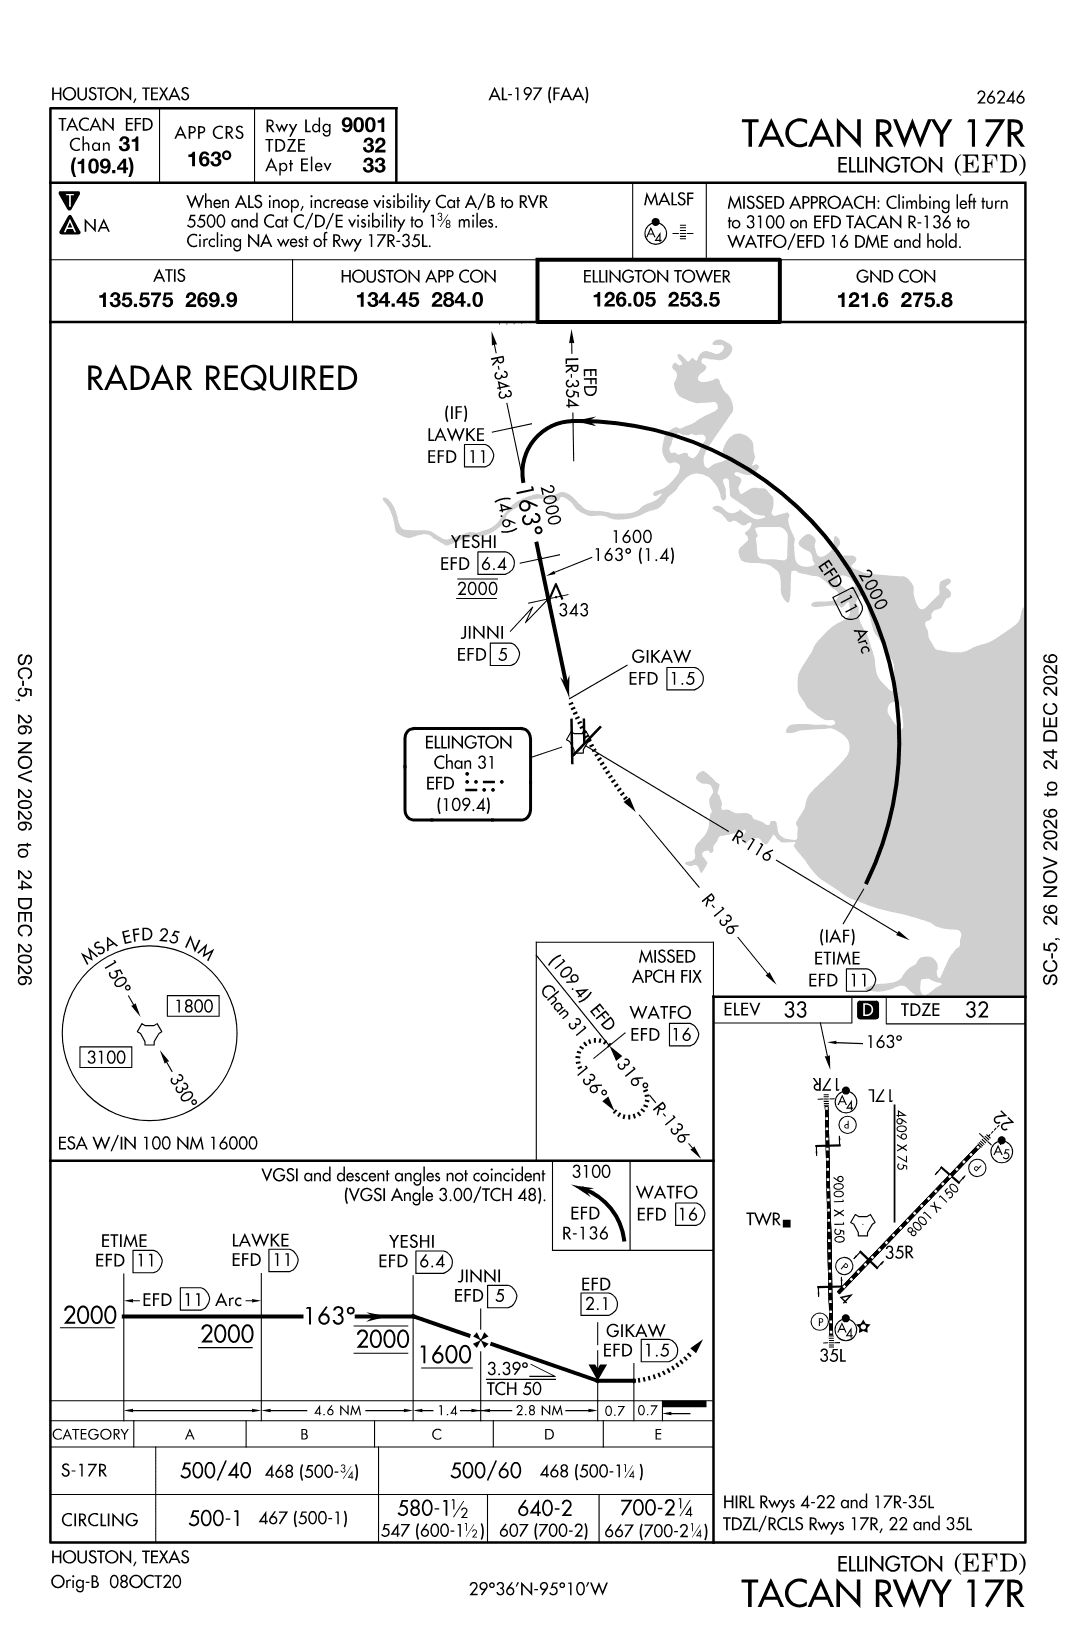 HOUSTON, TEXAS
AL-197 (FAA)
26246
TACAN RWY 17R
ELLINGTON (EFD)
TACAN EFD
Chan 31
(109.4)
APP CRS
163°
Rwy Ldg 9001
TDZE 32
Apt Elev 33
T
A NA
When ALS inop, increase visibility Cat A/B to RVR
5500 and Cat C/D/E visibility to 1⅜ miles.
Circling NA west of Rwy 17R-35L.
MALSF
A4
MISSED APPROACH: Climbing left turn
to 3100 on EFD TACAN R-136 to
WATFO/EFD 16 DME and hold.
ATIS
135.575 269.9
HOUSTON APP CON
134.45 284.0
ELLINGTON TOWER
126.05 253.5
GND CON
121.6 275.8
RADAR REQUIRED
R-343
EFD
LR-354
(IF)
LAWKE
EFD 11
2000
163°
(4.6)
YESHI
EFD 6.4
2000
1600
163° (1.4)
343
JINNI
EFD 5
GIKAW
EFD 1.5
EFD 11 Arc
2000
ELLINGTON
Chan 31
EFD
(109.4)
R-116
R-136
(IAF)
ETIME
EFD 11
MSA EFD 25 NM
150°
1800
3100
330°
ESA W/IN 100 NM 16000
MISSED
APCH FIX
(109.4) EFD
Chan 31
WATFO
EFD 16
136°
316°
R-136
ELEV 33
D
TDZE 32
163°
17R
A4
P
17L
4609 X 75
22
A5
P
9001 X 150
8001 X 150
TWR
35R
P
4
P
A4
35L
HIRL Rwys 4-22 and 17R-35L
TDZL/RCLS Rwys 17R, 22 and 35L
VGSI and descent angles not coincident
(VGSI Angle 3.00/TCH 48).
3100
EFD
R-136
WATFO
EFD 16
ETIME
EFD 11
LAWKE
EFD 11
YESHI
EFD 6.4
JINNI
EFD 5
EFD
2.1
GIKAW
EFD 1.5
EFD 11 Arc
2000
2000
163°
2000
1600
3.39°
TCH 50
4.6 NM
1.4
2.8 NM
0.7
0.7
CATEGORY A B C D E
S-17R 500/40 468 (500-¾) 500/60 468 (500-1¼)
CIRCLING 500-1 467 (500-1)
580-1½
547 (600-1½)
640-2
607 (700-2)
700-2¼
667 (700-2¼)
HOUSTON, TEXAS
Orig-B 08OCT20
29°36'N-95°10'W
ELLINGTON (EFD)
TACAN RWY 17R
SC-5, 26 NOV 2026 to 24 DEC 2026
SC-5, 26 NOV 2026 to 24 DEC 2026